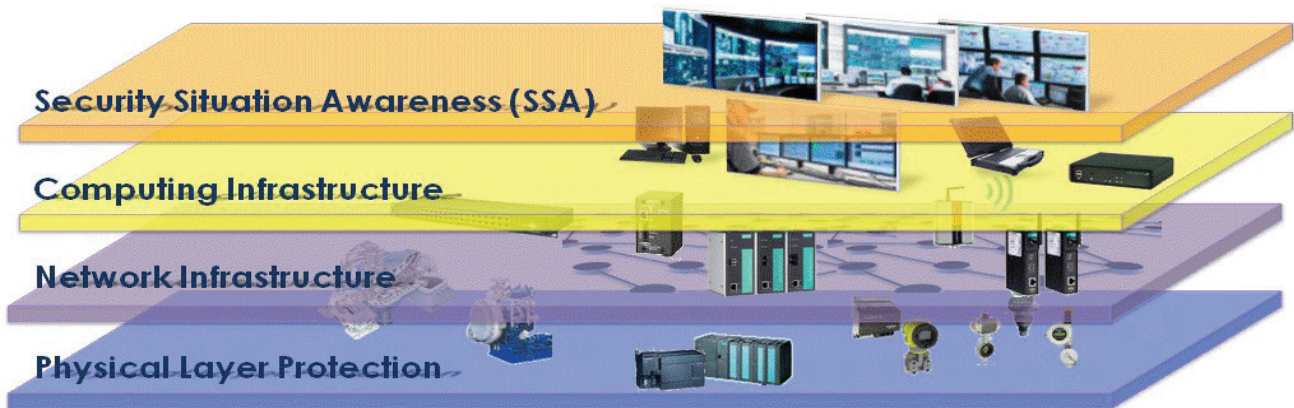 Security Situation Awareness (SSA)
Computing Infrastructure
Network Infrastructure
Physical Layer Protection